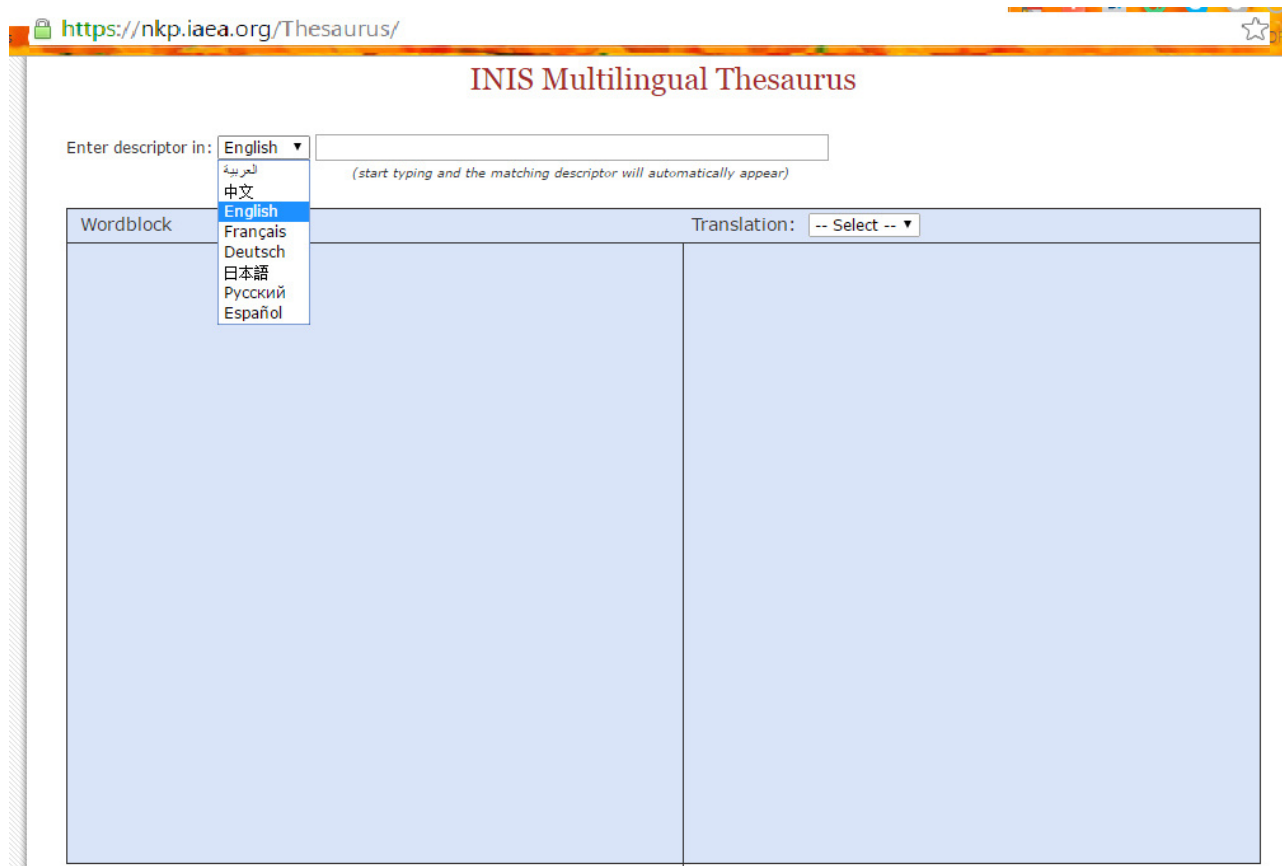 https://nkp.iaea.org/Thesaurus/
INIS Multilingual Thesaurus
Enter descriptor in: English
(start typing and the matching descriptor will automatically appear)
العربية
中文
English
Français
Deutsch
日本語
Русский
Español
Wordblock
Translation: -- Select --